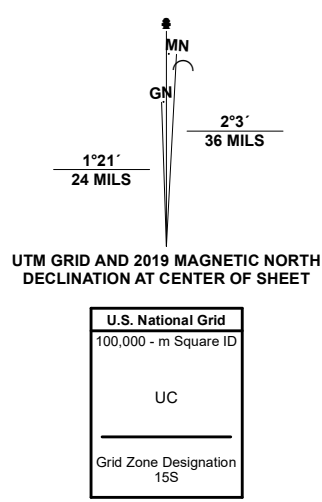 MN
GN
2°3´
36 MILS
1°21´
24 MILS
UTM GRID AND 2019 MAGNETIC NORTH
DECLINATION AT CENTER OF SHEET
U.S. National Grid
100,000 - m Square ID
UC
Grid Zone Designation
15S